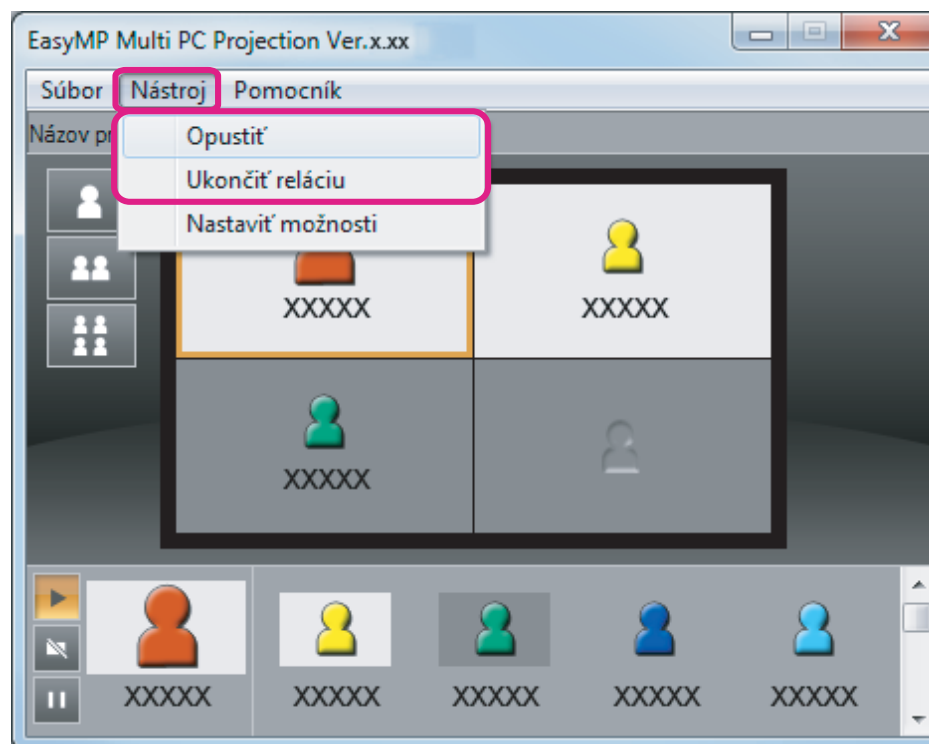 EasyMP Multi PC Projection Ver.x.xx
Súbor Nástroj Pomocník
Názov pr
Opustiť
Ukončiť reláciu
Nastaviť možnosti
XXXXX XXXXX
XXXXX
XXXXX XXXXX XXXXX XXXXX XXXXX